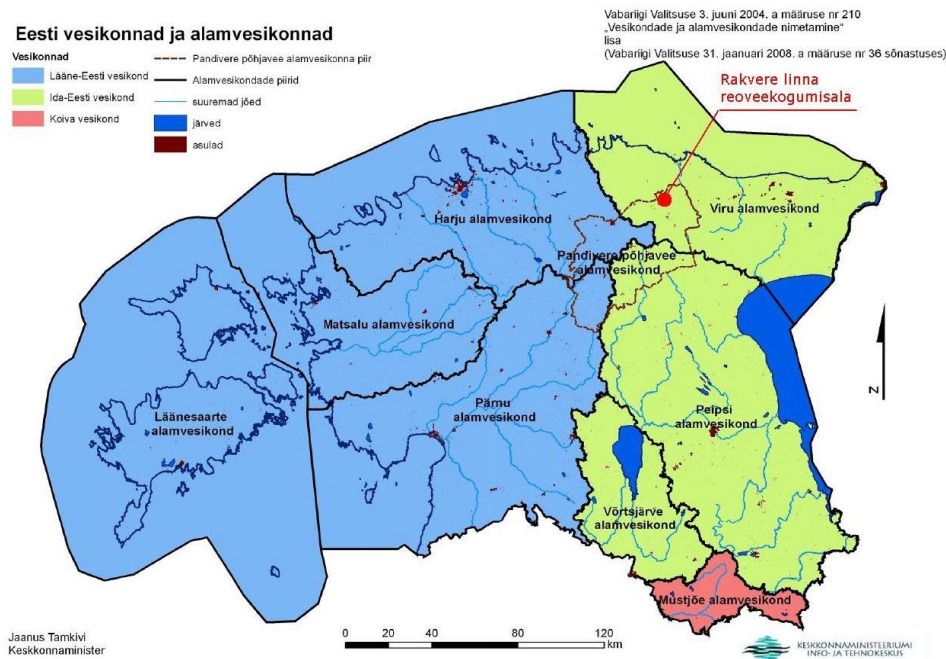 Eesti vesikonnad ja alamvesikonnad
Vesikonnad
Lääne-Eesti vesikond
Ida-Eesti vesikond
Koiva vesikond
Pandivere põhjavee alamvesikonna piir
Alamvesikondade piirid
suuremad jõed
järved
asulad
Vabariigi Valitsuse 3. juuni 2004. a määruse nr 210
„Vesikondade ja alamvesikondade nimetamine"
lisa
(Vabariigi Valitsuse 31. jaanuari 2008. a määruse nr 36 sõnastuses)
Rakvere linna
reoveekogumisala
Harju alamvesikond
Viru alamvesikond
Pandivere põhjavee
alamvesikond
Matsalu alamvesikond
Läänesaarte
alamvesikond
Pärnu
alamvesikond
Peipsi
alamvesikond
Võrtsjärve
alamvesikond
Mustjõe alamvesikond
N
Jaanus Tamkivi
Keskkonnaminister
0 20 40 80 120
km
KESKKONNAMINISTEERIUMI
INFO- JA TEHNOKESKUS